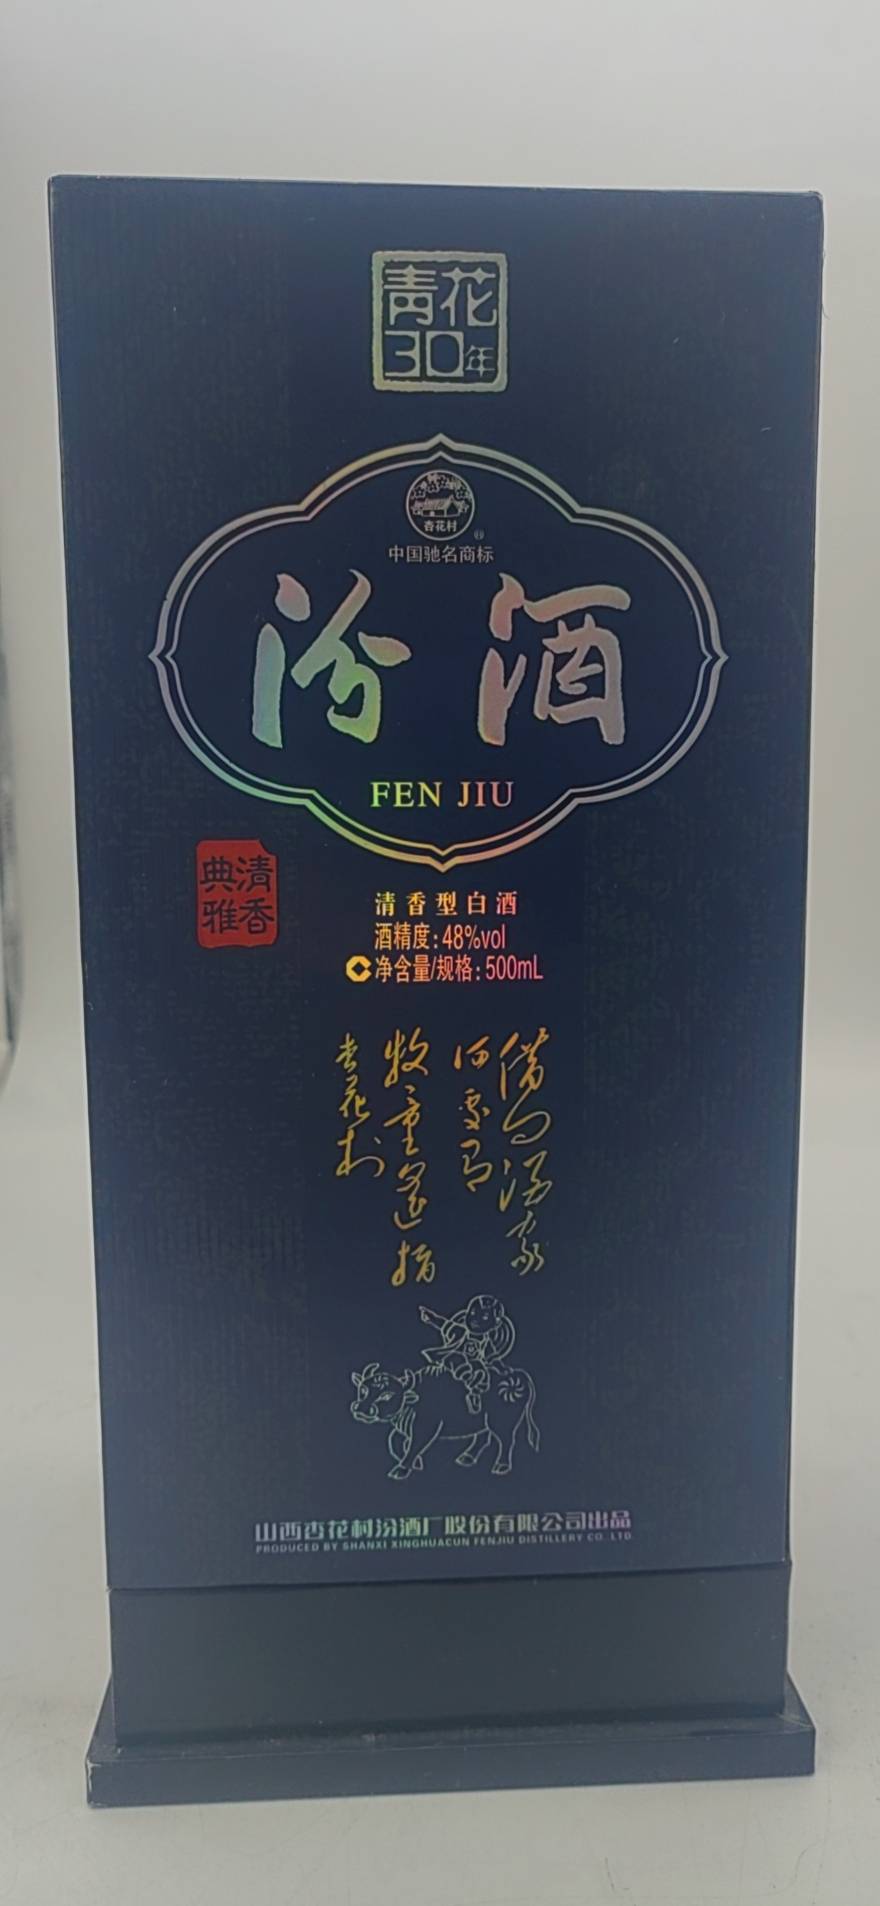 青花
30年
杏花村
®
中国驰名商标
汾酒
FEN JIU
清香
典雅
清香型白酒
酒精度:48%vol
净含量/规格:500mL
借问酒家
何处有
牧童遥指
杏花村
山西杏花村汾酒厂股份有限公司出品
PRODUCED BY SHANXI XINGHUACUN FENJIU DISTILLERY CO. LTD.